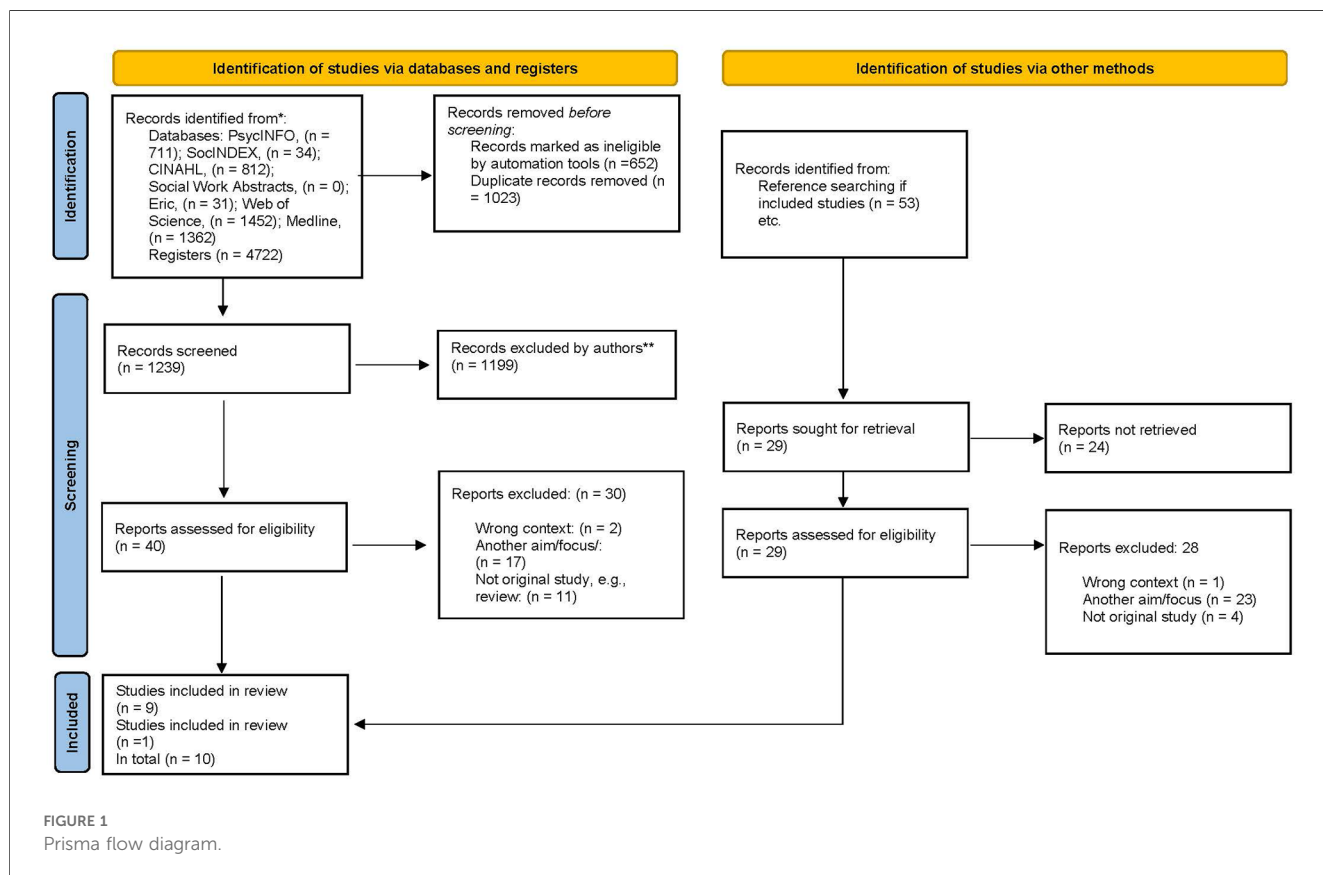 Identification of studies via databases and registers
Identification of studies via other methods
Identification
Records identified from*:
Databases: PsycINFO, (n =
711); SocINDEX, (n = 34);
CINAHL, (n = 812);
Social Work Abstracts, (n = 0);
Eric, (n = 31); Web of
Science, (n = 1452); Medline,
(n = 1362)
Registers (n = 4722)
Records removed before
screening:
Records marked as ineligible
by automation tools (n =652)
Duplicate records removed (n
= 1023)
Records identified from:
Reference searching if
included studies (n = 53)
etc.
Screening
Records screened
(n = 1239)
Records excluded by authors**
(n = 1199)
Reports sought for retrieval
(n = 29)
Reports not retrieved
(n = 24)
Reports assessed for eligibility
(n = 40)
Reports excluded: (n = 30)
Wrong context: (n = 2)
Another aim/focus/:
(n = 17)
Not original study, e.g.,
review: (n = 11)
Reports assessed for eligibility
(n = 29)
Reports excluded: 28
Wrong context (n = 1)
Another aim/focus (n = 23)
Not original study (n = 4)
Included
Studies included in review
(n = 9)
Studies included in review
(n =1)
In total (n = 10)
FIGURE 1
Prisma flow diagram.